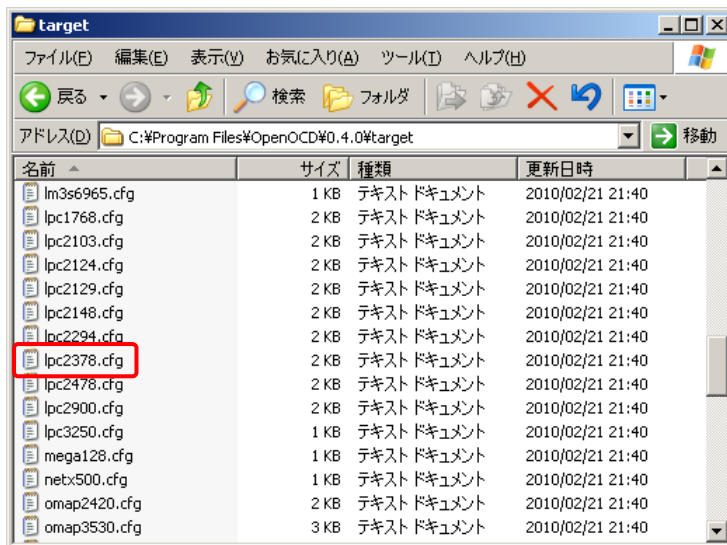 target
ファイル(F) 編集(E) 表示(V) お気に入り(A) ツール(T) ヘルプ(H)
戻る 検索 フォルダ
アドレス(D) C:¥Program Files¥OpenOCD¥0.4.0¥target 移動
名前 サイズ 種類 更新日時
lm3s6965.cfg 1 KB テキスト ドキュメント 2010/02/21 21:40
lpc1768.cfg 2 KB テキスト ドキュメント 2010/02/21 21:40
lpc2103.cfg 2 KB テキスト ドキュメント 2010/02/21 21:40
lpc2124.cfg 2 KB テキスト ドキュメント 2010/02/21 21:40
lpc2129.cfg 2 KB テキスト ドキュメント 2010/02/21 21:40
lpc2148.cfg 2 KB テキスト ドキュメント 2010/02/21 21:40
lpc2294.cfg 2 KB テキスト ドキュメント 2010/02/21 21:40
lpc2378.cfg 2 KB テキスト ドキュメント 2010/02/21 21:40
lpc2478.cfg 2 KB テキスト ドキュメント 2010/02/21 21:40
lpc2900.cfg 2 KB テキスト ドキュメント 2010/02/21 21:40
lpc3250.cfg 1 KB テキスト ドキュメント 2010/02/21 21:40
mega128.cfg 1 KB テキスト ドキュメント 2010/02/21 21:40
netx500.cfg 1 KB テキスト ドキュメント 2010/02/21 21:40
omap2420.cfg 2 KB テキスト ドキュメント 2010/02/21 21:40
omap3530.cfg 3 KB テキスト ドキュメント 2010/02/21 21:40